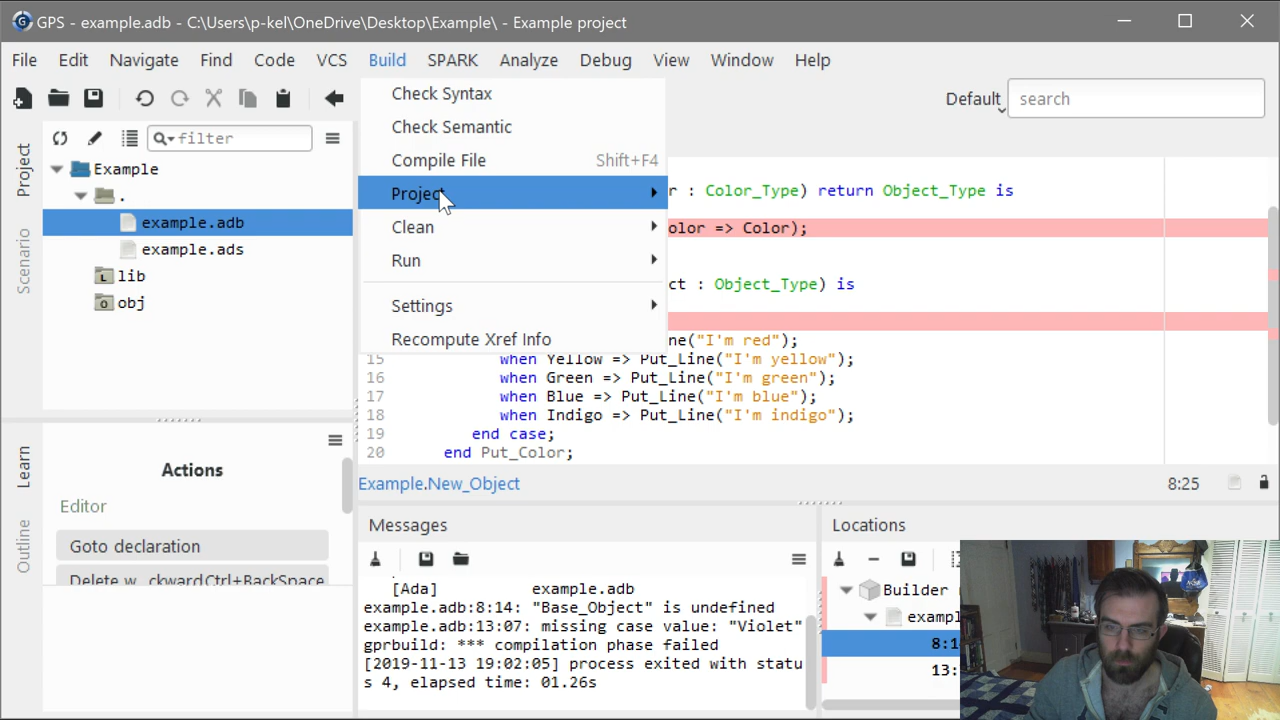 GPS - example.adb - C:\Users\p-kel\OneDrive\Desktop\Example\ - Example project
File Edit Navigate Find Code VCS Build SPARK Analyze Debug View Window Help
Default search
filter
Project
Scenario
Example
.
example.adb
example.ads
lib
obj
Check Syntax
Check Semantic
Compile File Shift+F4
Project
Clean
Run
Settings
Recompute Xref Info
r : Color_Type) return Object_Type is
olor => Color);
ct : Object_Type) is
ne("I'm red");
15 when Yellow => Put_Line("I'm yellow");
16 when Green => Put_Line("I'm green");
17 when Blue => Put_Line("I'm blue");
18 when Indigo => Put_Line("I'm indigo");
19 end case;
20 end Put_Color;
Example.New_Object 8:25
Learn
Outline
Actions
Editor
Goto declaration
Delete w...ckwardCtrl+BackSpace
Messages
[Ada] example.adb
example.adb:8:14: "Base_Object" is undefined
example.adb:13:07: missing case value: "Violet"
gprbuild: *** compilation phase failed
[2019-11-13 19:02:05] process exited with statu
s 4, elapsed time: 01.26s
Locations
Builder
exampl
8:1
13: